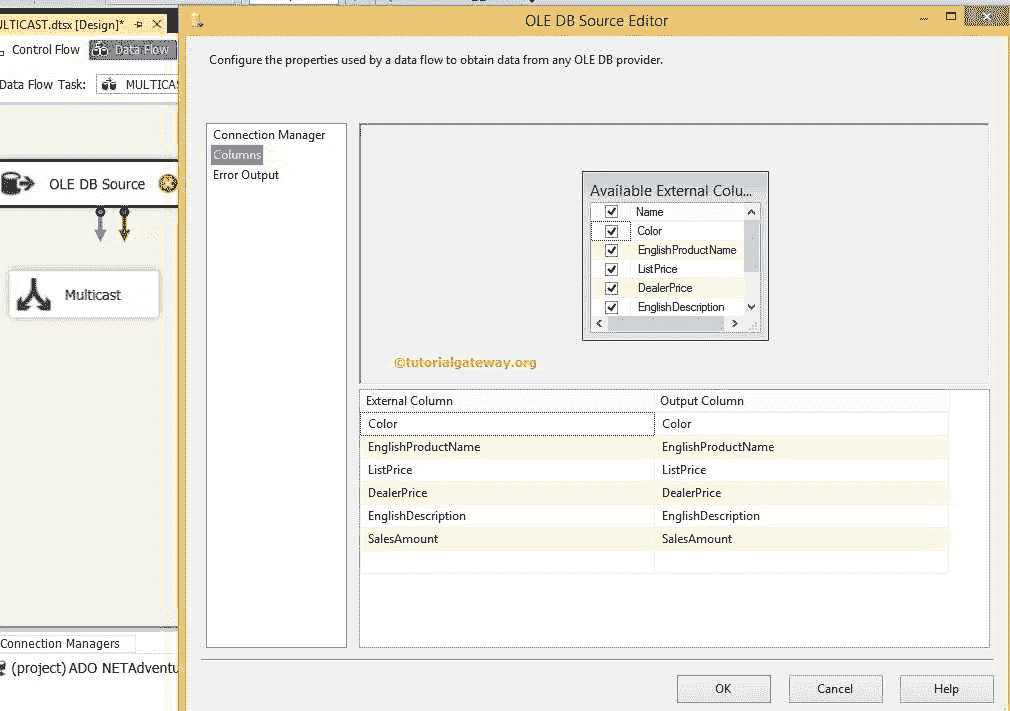 ULTICAST.dtsx [Design]*
OLE DB Source Editor
Control Flow
Data Flow
Data Flow Task:
MULTICAS
Configure the properties used by a data flow to obtain data from any OLE DB provider.
OLE DB Source
Multicast
Connection Manager
Columns
Error Output
Available External Colu...
Name
Color
EnglishProductName
ListPrice
DealerPrice
EnglishDescription
©tutorialgateway.org
External Column Output Column
Color Color
EnglishProductName EnglishProductName
ListPrice ListPrice
DealerPrice DealerPrice
EnglishDescription EnglishDescription
SalesAmount SalesAmount
Connection Managers
(project) ADO NETAdventu
OK Cancel Help